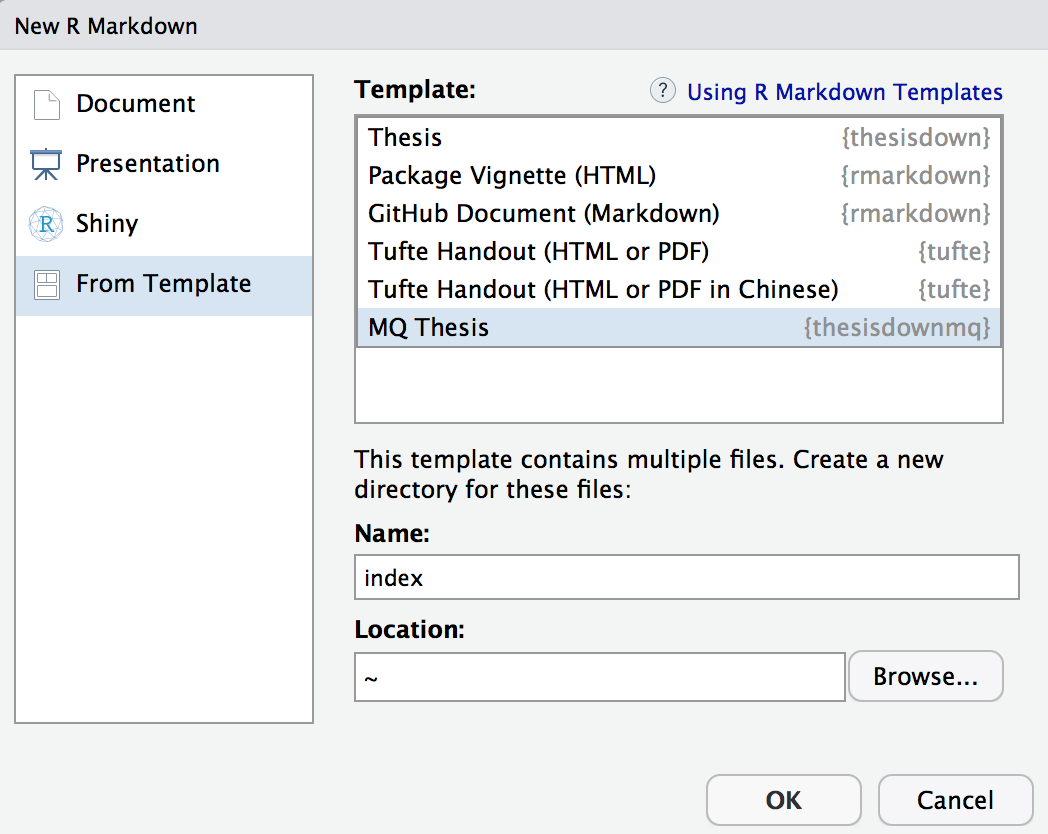 New R Markdown
Document
Presentation
R Shiny
From Template
Template:
? Using R Markdown Templates
Thesis {thesisdown}
Package Vignette (HTML) {rmarkdown}
GitHub Document (Markdown) {rmarkdown}
Tufte Handout (HTML or PDF) {tufte}
Tufte Handout (HTML or PDF in Chinese) {tufte}
MQ Thesis {thesisdownmq}
This template contains multiple files. Create a new
directory for these files:
Name:
index
Location:
~
Browse...
OK
Cancel